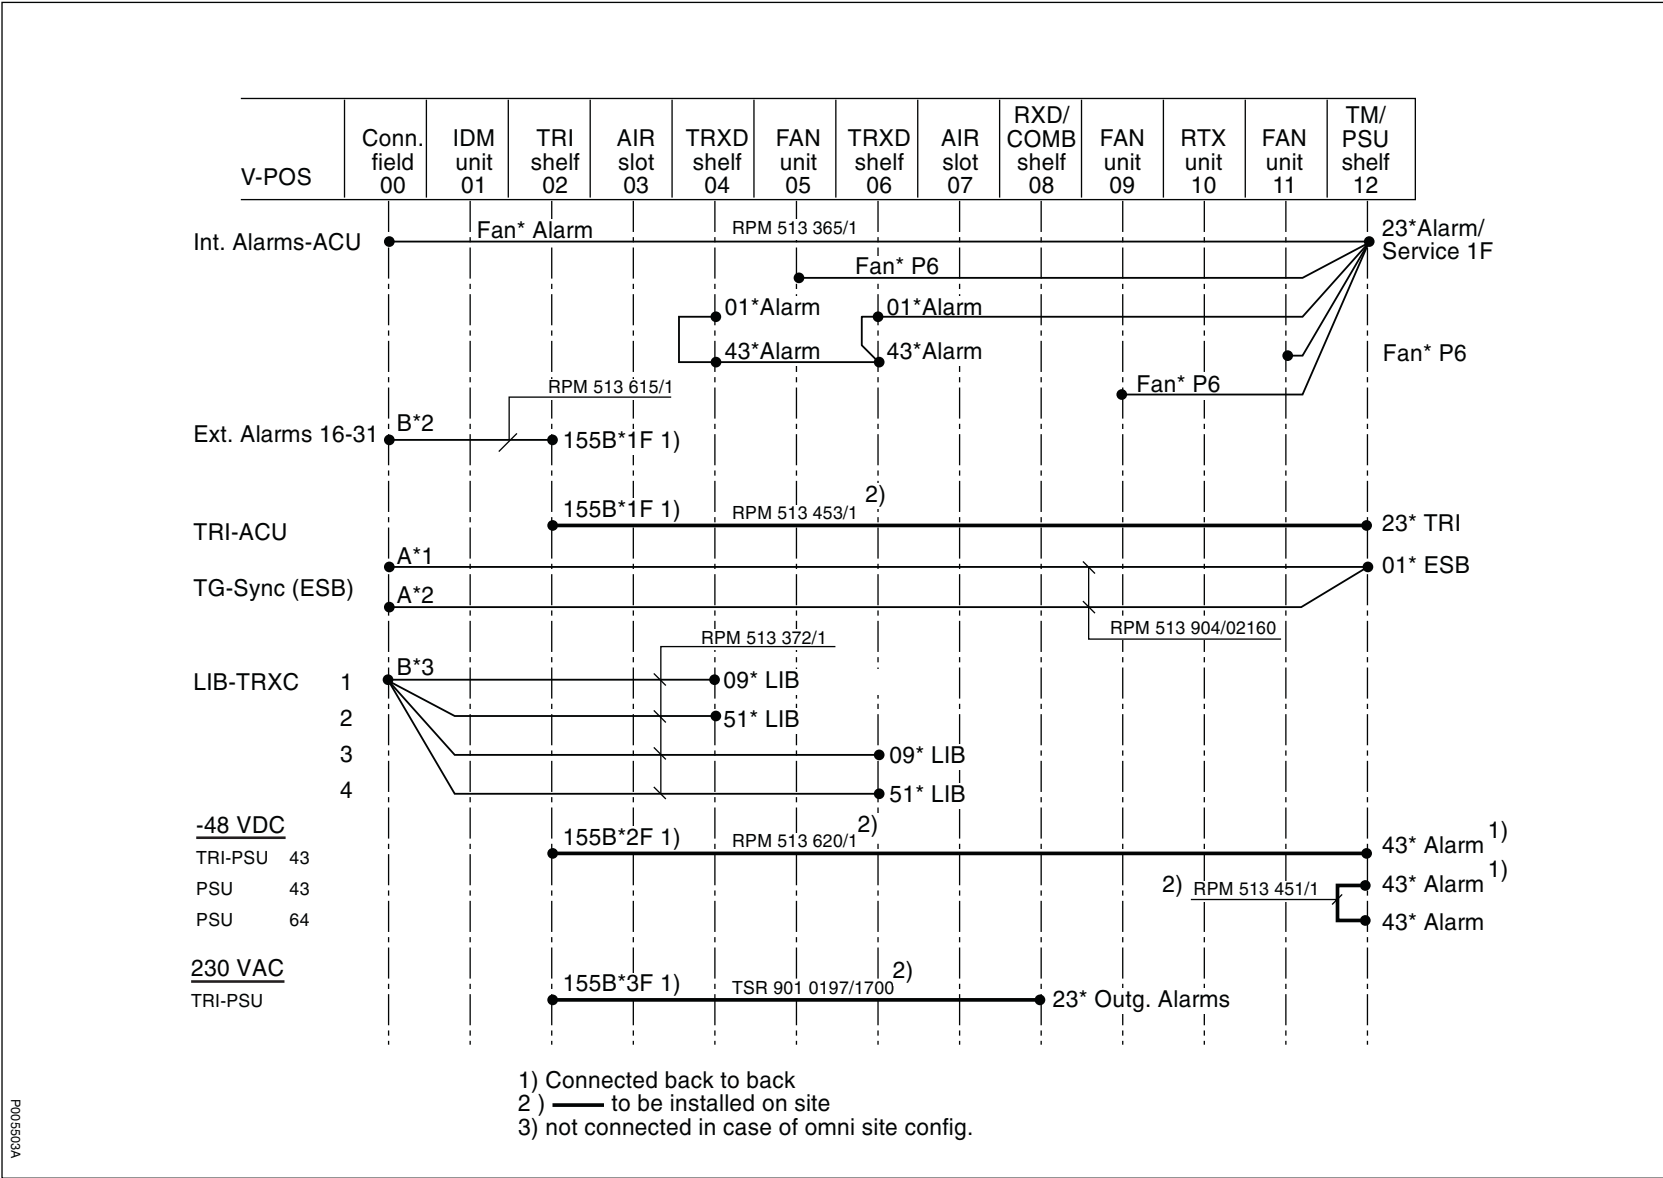 V-POS
Conn. field 00
IDM unit 01
TRI shelf 02
AIR slot 03
TRXD shelf 04
FAN unit 05
TRXD shelf 06
AIR slot 07
RXD/ COMB shelf 08
FAN unit 09
RTX unit 10
FAN unit 11
TM/ PSU shelf 12
Int. Alarms-ACU
Fan* Alarm
RPM 513 365/1
23*Alarm/
Service 1F
Fan* P6
01*Alarm
01*Alarm
43*Alarm
43*Alarm
Fan* P6
Fan* P6
RPM 513 615/1
Ext. Alarms 16-31
B*2
155B*1F 1)
TRI-ACU
155B*1F 1)
RPM 513 453/1
2)
23* TRI
TG-Sync (ESB)
A*1
01* ESB
A*2
RPM 513 904/02160
RPM 513 372/1
LIB-TRXC 1
B*3
09* LIB
2
51* LIB
3
09* LIB
4
51* LIB
-48 VDC
TRI-PSU 43
155B*2F 1)
RPM 513 620/1
2)
43* Alarm 1)
PSU 43
2) RPM 513 451/1
43* Alarm 1)
PSU 64
43* Alarm
230 VAC
TRI-PSU
155B*3F 1)
TSR 901 0197/1700
2)
23* Outg. Alarms
1) Connected back to back
2 ) to be installed on site
3) not connected in case of omni site config.
P005503A